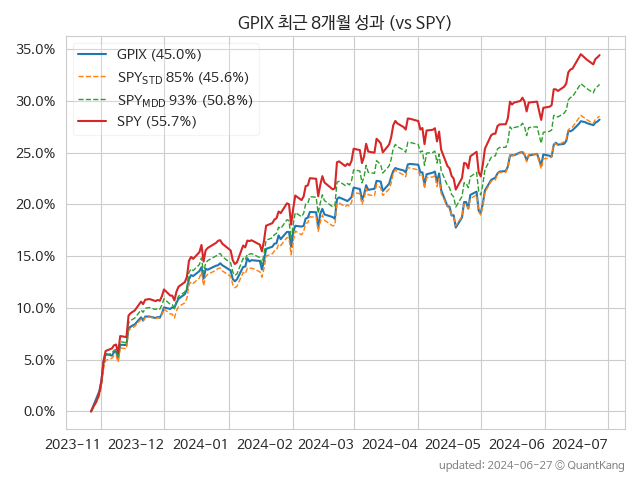 GPIX 최근 8개월 성과 (vs SPY)
GPIX (45.0%)
SPY_STD 85% (45.6%)
SPY_MDD 93% (50.8%)
SPY (55.7%)
35.0%
30.0%
25.0%
20.0%
15.0%
10.0%
5.0%
0.0%
2023-11 2023-12 2024-01 2024-02 2024-03 2024-04 2024-05 2024-06 2024-07
updated: 2024-06-27 © QuantKang